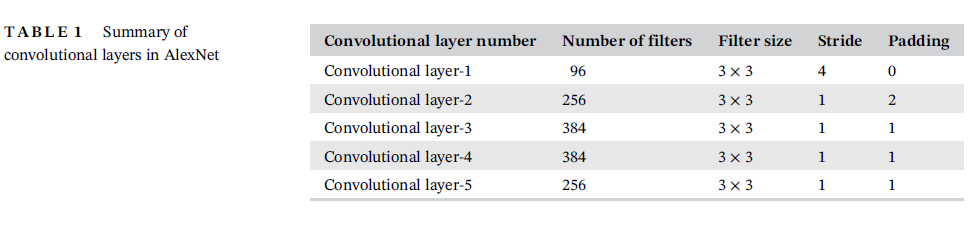 TABLE 1 Summary of
convolutional layers in AlexNet
Convolutional layer number Number of filters Filter size Stride Padding
Convolutional layer-1 96 3 × 3 4 0
Convolutional layer-2 256 3 × 3 1 2
Convolutional layer-3 384 3 × 3 1 1
Convolutional layer-4 384 3 × 3 1 1
Convolutional layer-5 256 3 × 3 1 1